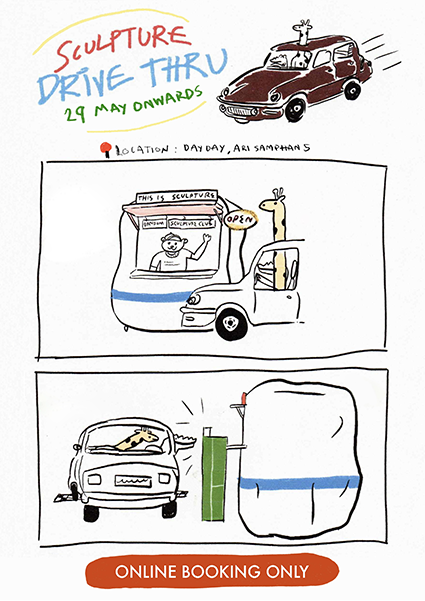 SCULPTURE
DRIVE THRU
29 MAY ONWARDS
LOCATION : DAYDAY, ARI SAMPHAN 5
THIS IS SCULPTURE
SCULPTURE CLUB
OPEN
ONLINE BOOKING ONLY